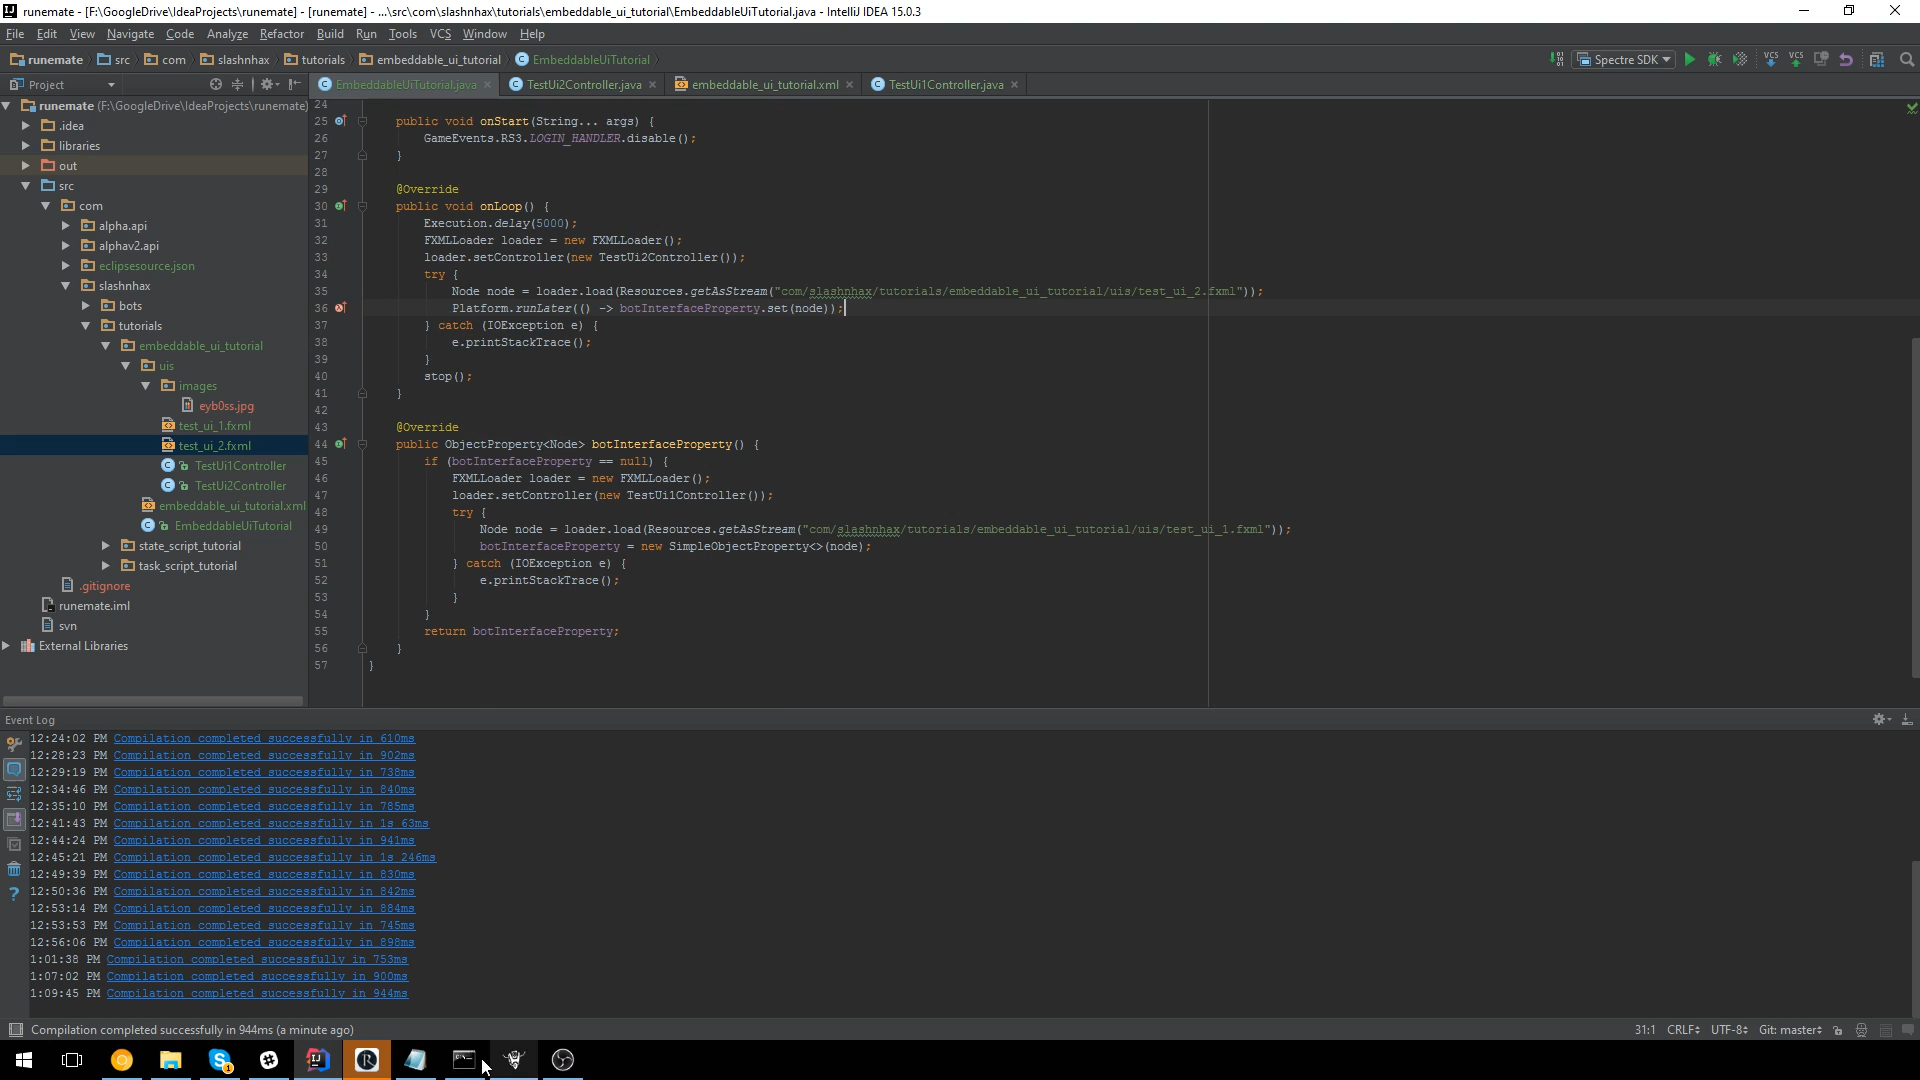 runemate - [F:\GoogleDrive\IdeaProjects\runemate] - [runemate] - ...\src\com\slashnhax\tutorials\embeddable_ui_tutorial\EmbeddableUiTutorial.java - IntelliJ IDEA 15.0.3
File Edit View Navigate Code Analyze Refactor Build Run Tools VCS Window Help
runemate src com slashnhax tutorials embeddable_ui_tutorial EmbeddableUiTutorial Spectre SDK VCS VCS
Project EmbeddableUiTutorial.java TestUi2Controller.java embeddable_ui_tutorial.xml TestUi1Controller.java
runemate (F:\GoogleDrive\IdeaProjects\runemate)
.idea
libraries
out
src
com
alpha.api
alphav2.api
eclipsesource.json
slashnhax
bots
tutorials
embeddable_ui_tutorial
uis
images
eyb0ss.jpg
test_ui_1.fxml
test_ui_2.fxml
TestUi1Controller
TestUi2Controller
embeddable_ui_tutorial.xml
EmbeddableUiTutorial
state_script_tutorial
task_script_tutorial
.gitignore
runemate.iml
svn
External Libraries
24
25 public void onStart(String... args) {
26 GameEvents.RS3.LOGIN_HANDLER.disable();
27 }
28
29 @Override
30 public void onLoop() {
31 Execution.delay(5000);
32 FXMLLoader loader = new FXMLLoader();
33 loader.setController(new TestUi2Controller());
34 try {
35 Node node = loader.load(Resources.getAsStream("com/slashnhax/tutorials/embeddable_ui_tutorial/uis/test_ui_2.fxml"));
36 Platform.runLater(() -> botInterfaceProperty.set(node));
37 } catch (IOException e) {
38 e.printStackTrace();
39 }
40 stop();
41 }
42
43 @Override
44 public ObjectProperty<Node> botInterfaceProperty() {
45 if (botInterfaceProperty == null) {
46 FXMLLoader loader = new FXMLLoader();
47 loader.setController(new TestUi1Controller());
48 try {
49 Node node = loader.load(Resources.getAsStream("com/slashnhax/tutorials/embeddable_ui_tutorial/uis/test_ui_1.fxml"));
50 botInterfaceProperty = new SimpleObjectProperty<>(node);
51 } catch (IOException e) {
52 e.printStackTrace();
53 }
54 }
55 return botInterfaceProperty;
56 }
57 }
Event Log
12:24:02 PM Compilation completed successfully in 610ms
12:28:23 PM Compilation completed successfully in 902ms
12:29:19 PM Compilation completed successfully in 738ms
12:34:46 PM Compilation completed successfully in 840ms
12:35:10 PM Compilation completed successfully in 785ms
12:41:43 PM Compilation completed successfully in 1s 63ms
12:44:24 PM Compilation completed successfully in 941ms
12:45:21 PM Compilation completed successfully in 1s 246ms
12:49:39 PM Compilation completed successfully in 830ms
12:50:36 PM Compilation completed successfully in 842ms
12:53:14 PM Compilation completed successfully in 884ms
12:53:53 PM Compilation completed successfully in 745ms
12:56:06 PM Compilation completed successfully in 898ms
1:01:38 PM Compilation completed successfully in 753ms
1:07:02 PM Compilation completed successfully in 900ms
1:09:45 PM Compilation completed successfully in 944ms
Compilation completed successfully in 944ms (a minute ago) 31:1 CRLF UTF-8 Git: master